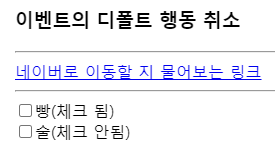 이벤트의 디폴트 행동 취소
네이버로 이동할 지 물어보는 링크
빵(체크 됨)
술(체크 안됨)